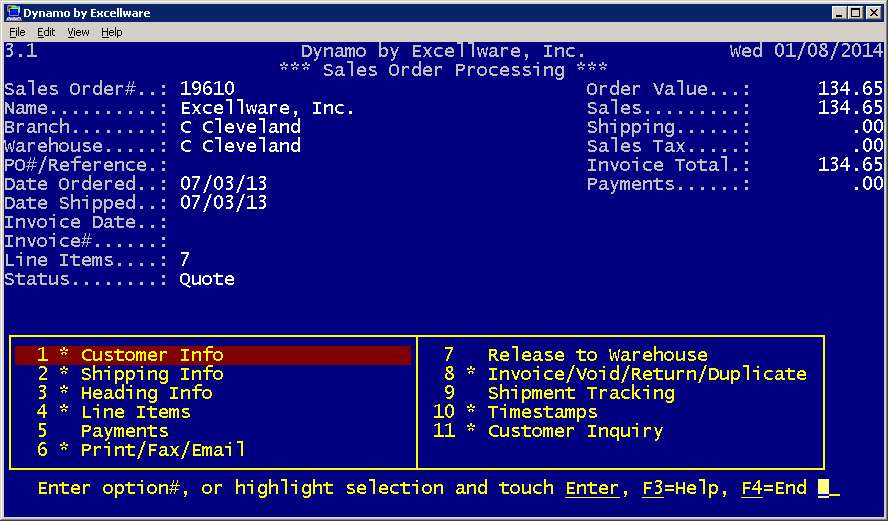 Dynamo by Excellware
File Edit View Help
3.1 Dynamo by Excellware, Inc. Wed 01/08/2014
*** Sales Order Processing ***
Sales Order#..: 19610 Order Value...: 134.65
Name..........: Excellware, Inc. Sales.........: 134.65
Branch........: C Cleveland Shipping......: .00
Warehouse.....: C Cleveland Sales Tax.....: .00
PO#/Reference.: Invoice Total.: 134.65
Date Ordered..: 07/03/13 Payments......: .00
Date Shipped..: 07/03/13
Invoice Date..:
Invoice#......:
Line Items....: 7
Status........: Quote
1 * Customer Info 7 Release to Warehouse
2 * Shipping Info 8 * Invoice/Void/Return/Duplicate
3 * Heading Info 9 Shipment Tracking
4 * Line Items 10 * Timestamps
5 Payments 11 * Customer Inquiry
6 * Print/Fax/Email
Enter option#, or highlight selection and touch Enter, F3=Help, F4=End